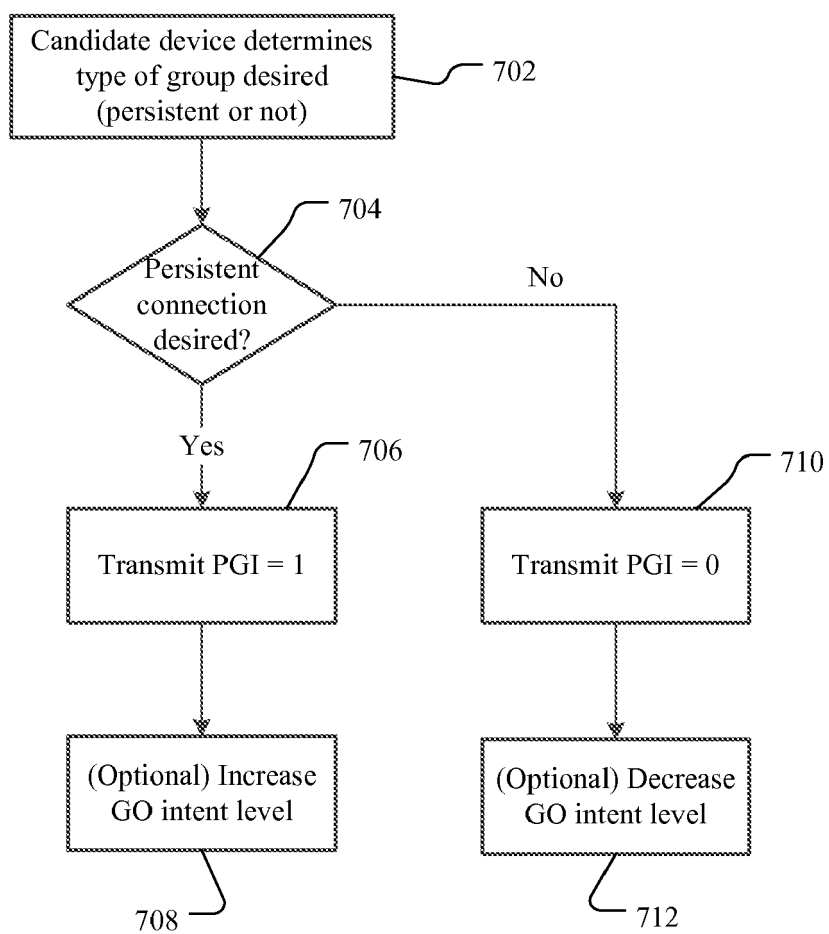 Candidate device determines
type of group desired
(persistent or not)
702
704
Persistent
connection
desired?
No
Yes
706
710
Transmit PGI = 1
Transmit PGI = 0
(Optional) Increase
GO intent level
(Optional) Decrease
GO intent level
708
712